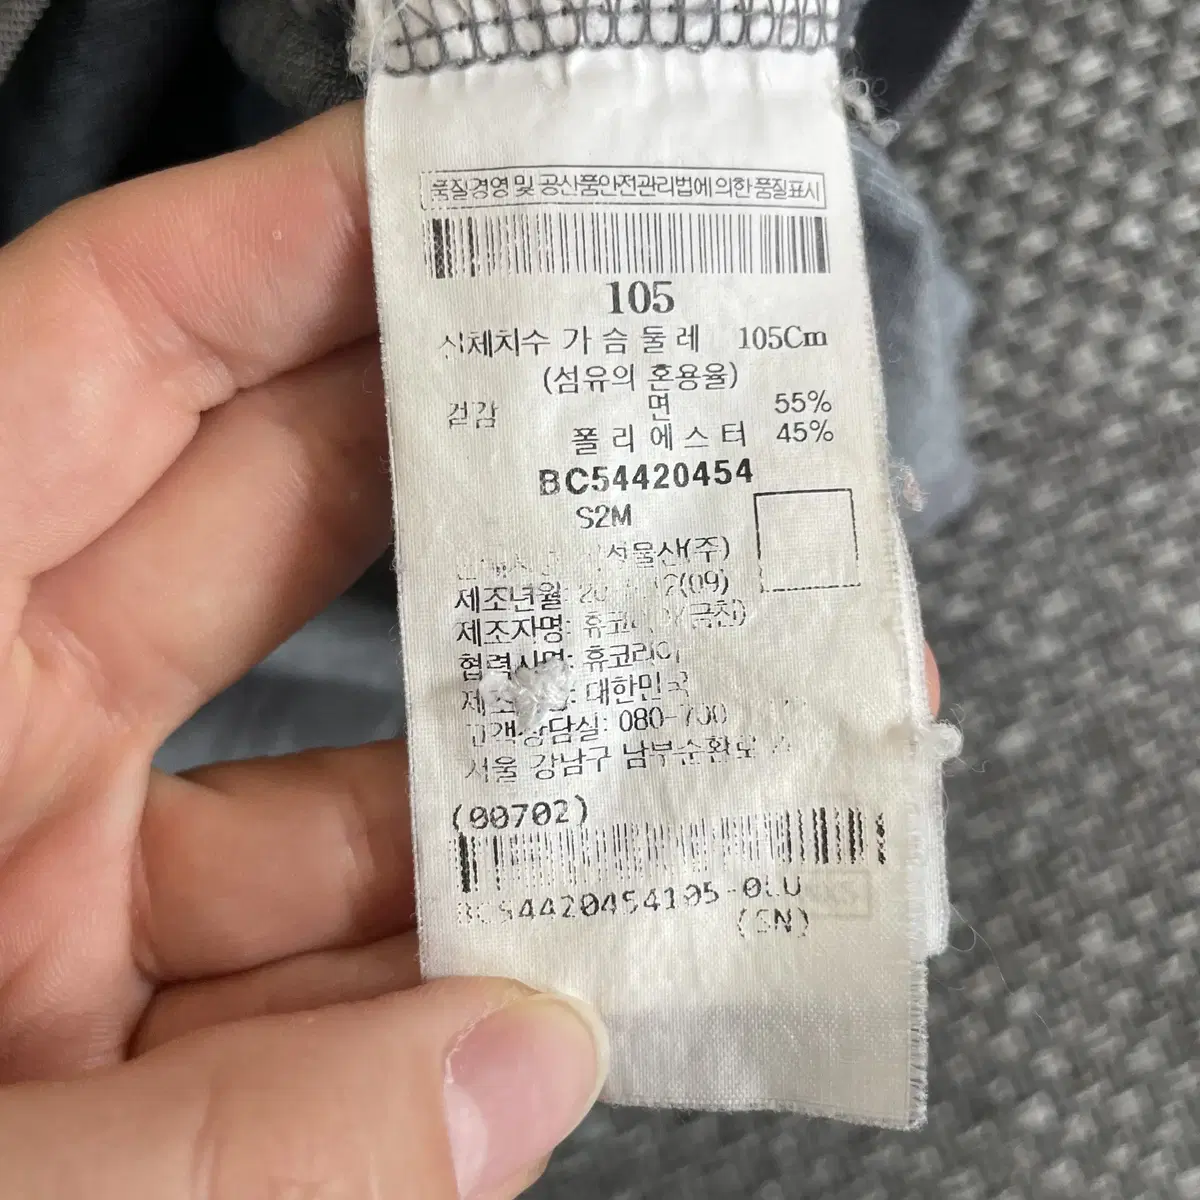 품질경영 및 공산품안전관리법에 의한 품질표시
105
신체치수 가 슴 둘 레 105Cm
(섬유의 혼용율)
겉감 면 55%
폴 리 에 스 터 45%
BC54420454
S2M
제조년월:
제조자명:
협력사명: 휴코리아
대한민국
고객상담실: 080-700
서울 강남구 남부순환로
(00702)
BC54420454105-0LU
(SN)